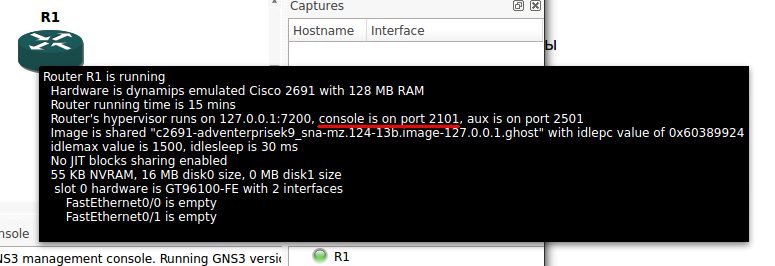 R1
Captures
Hostname
Interface
ы
Router R1 is running
Hardware is dynamips emulated Cisco 2691 with 128 MB RAM
Router running time is 15 mins
Router's hypervisor runs on 127.0.0.1:7200, console is on port 2101, aux is on port 2501
Image is shared "c2691-adventerprisek9_sna-mz.124-13b.image-127.0.0.1.ghost" with idlepc value of 0x60389924
idlemax value is 1500, idlesleep is 30 ms
No JIT blocks sharing enabled
55 KB NVRAM, 16 MB disk0 size, 0 MB disk1 size
slot 0 hardware is GT96100-FE with 2 interfaces
FastEthernet0/0 is empty
FastEthernet0/1 is empty
nsole
NS3 management console. Running GNS3 versio
R1